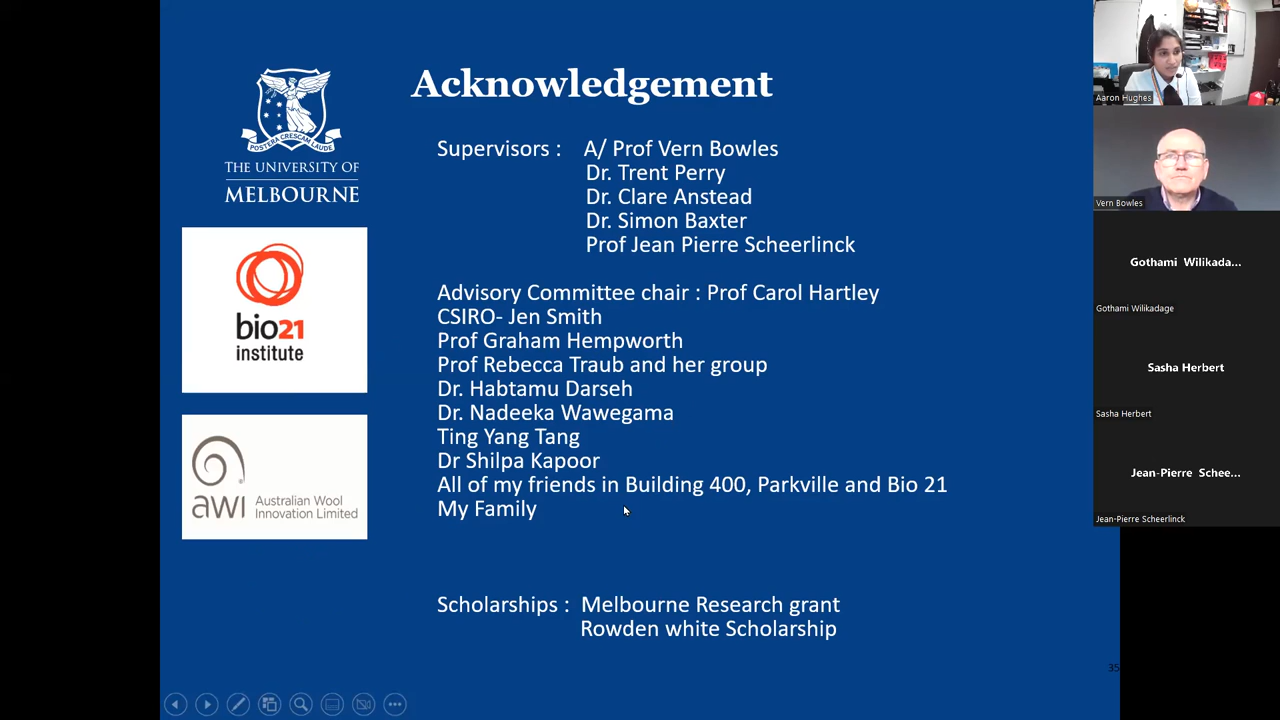 Acknowledgement
POSTERA CRESCAM LAUDE
THE UNIVERSITY OF
MELBOURNE
Supervisors : A/ Prof Vern Bowles
Dr. Trent Perry
Dr. Clare Anstead
Dr. Simon Baxter
Prof Jean Pierre Scheerlinck
Advisory Committee chair : Prof Carol Hartley
CSIRO- Jen Smith
Prof Graham Hempworth
Prof Rebecca Traub and her group
Dr. Habtamu Darseh
Dr. Nadeeka Wawegama
Ting Yang Tang
Dr Shilpa Kapoor
All of my friends in Building 400, Parkville and Bio 21
My Family
Scholarships : Melbourne Research grant
Rowden white Scholarship
bio21
institute
awi
Australian Wool
Innovation Limited
35
Aaron Hughes
Vern Bowles
Gothami Wilikada...
Gothami Wilikadage
Sasha Herbert
Sasha Herbert
Jean-Pierre Schee...
Jean-Pierre Scheerlinck